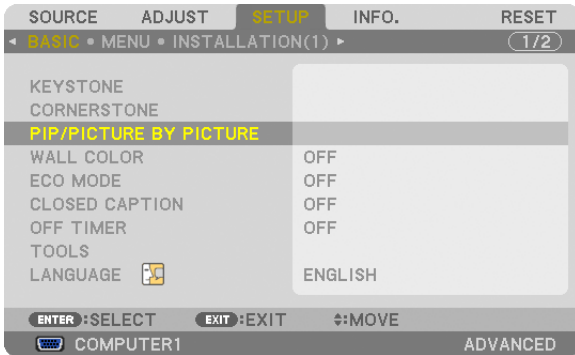 SOURCE ADJUST SETUP INFO. RESET
◂ BASIC • MENU • INSTALLATION(1) ▸ 1/2
KEYSTONE
CORNERSTONE
PIP/PICTURE BY PICTURE
WALL COLOR OFF
ECO MODE OFF
CLOSED CAPTION OFF
OFF TIMER OFF
TOOLS
LANGUAGE ENGLISH
ENTER :SELECT EXIT :EXIT ♦:MOVE
COMPUTER1 ADVANCED